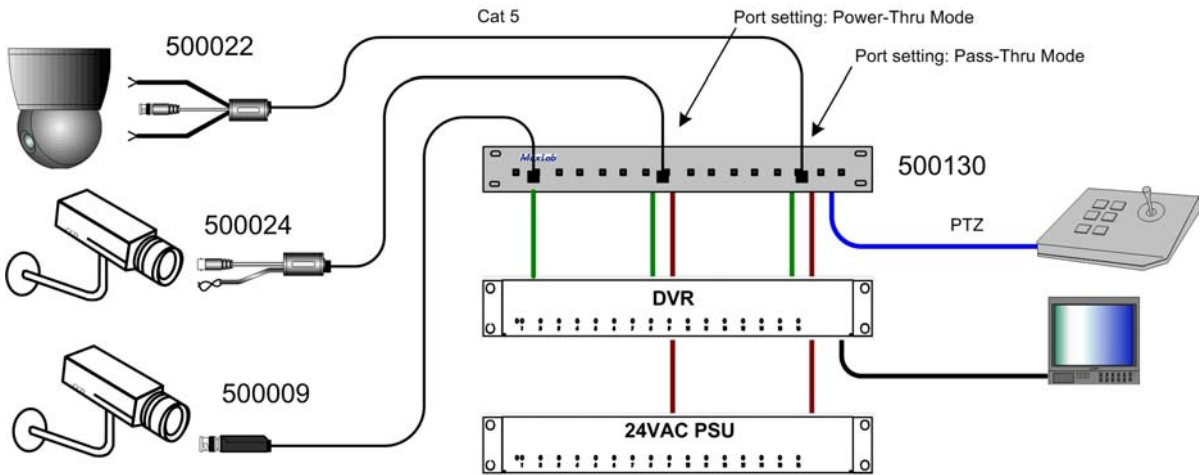 Cat 5
Port setting: Power-Thru Mode
Port setting: Pass-Thru Mode
500022
MuxLab
500130
500024
PTZ
DVR
500009
24VAC PSU